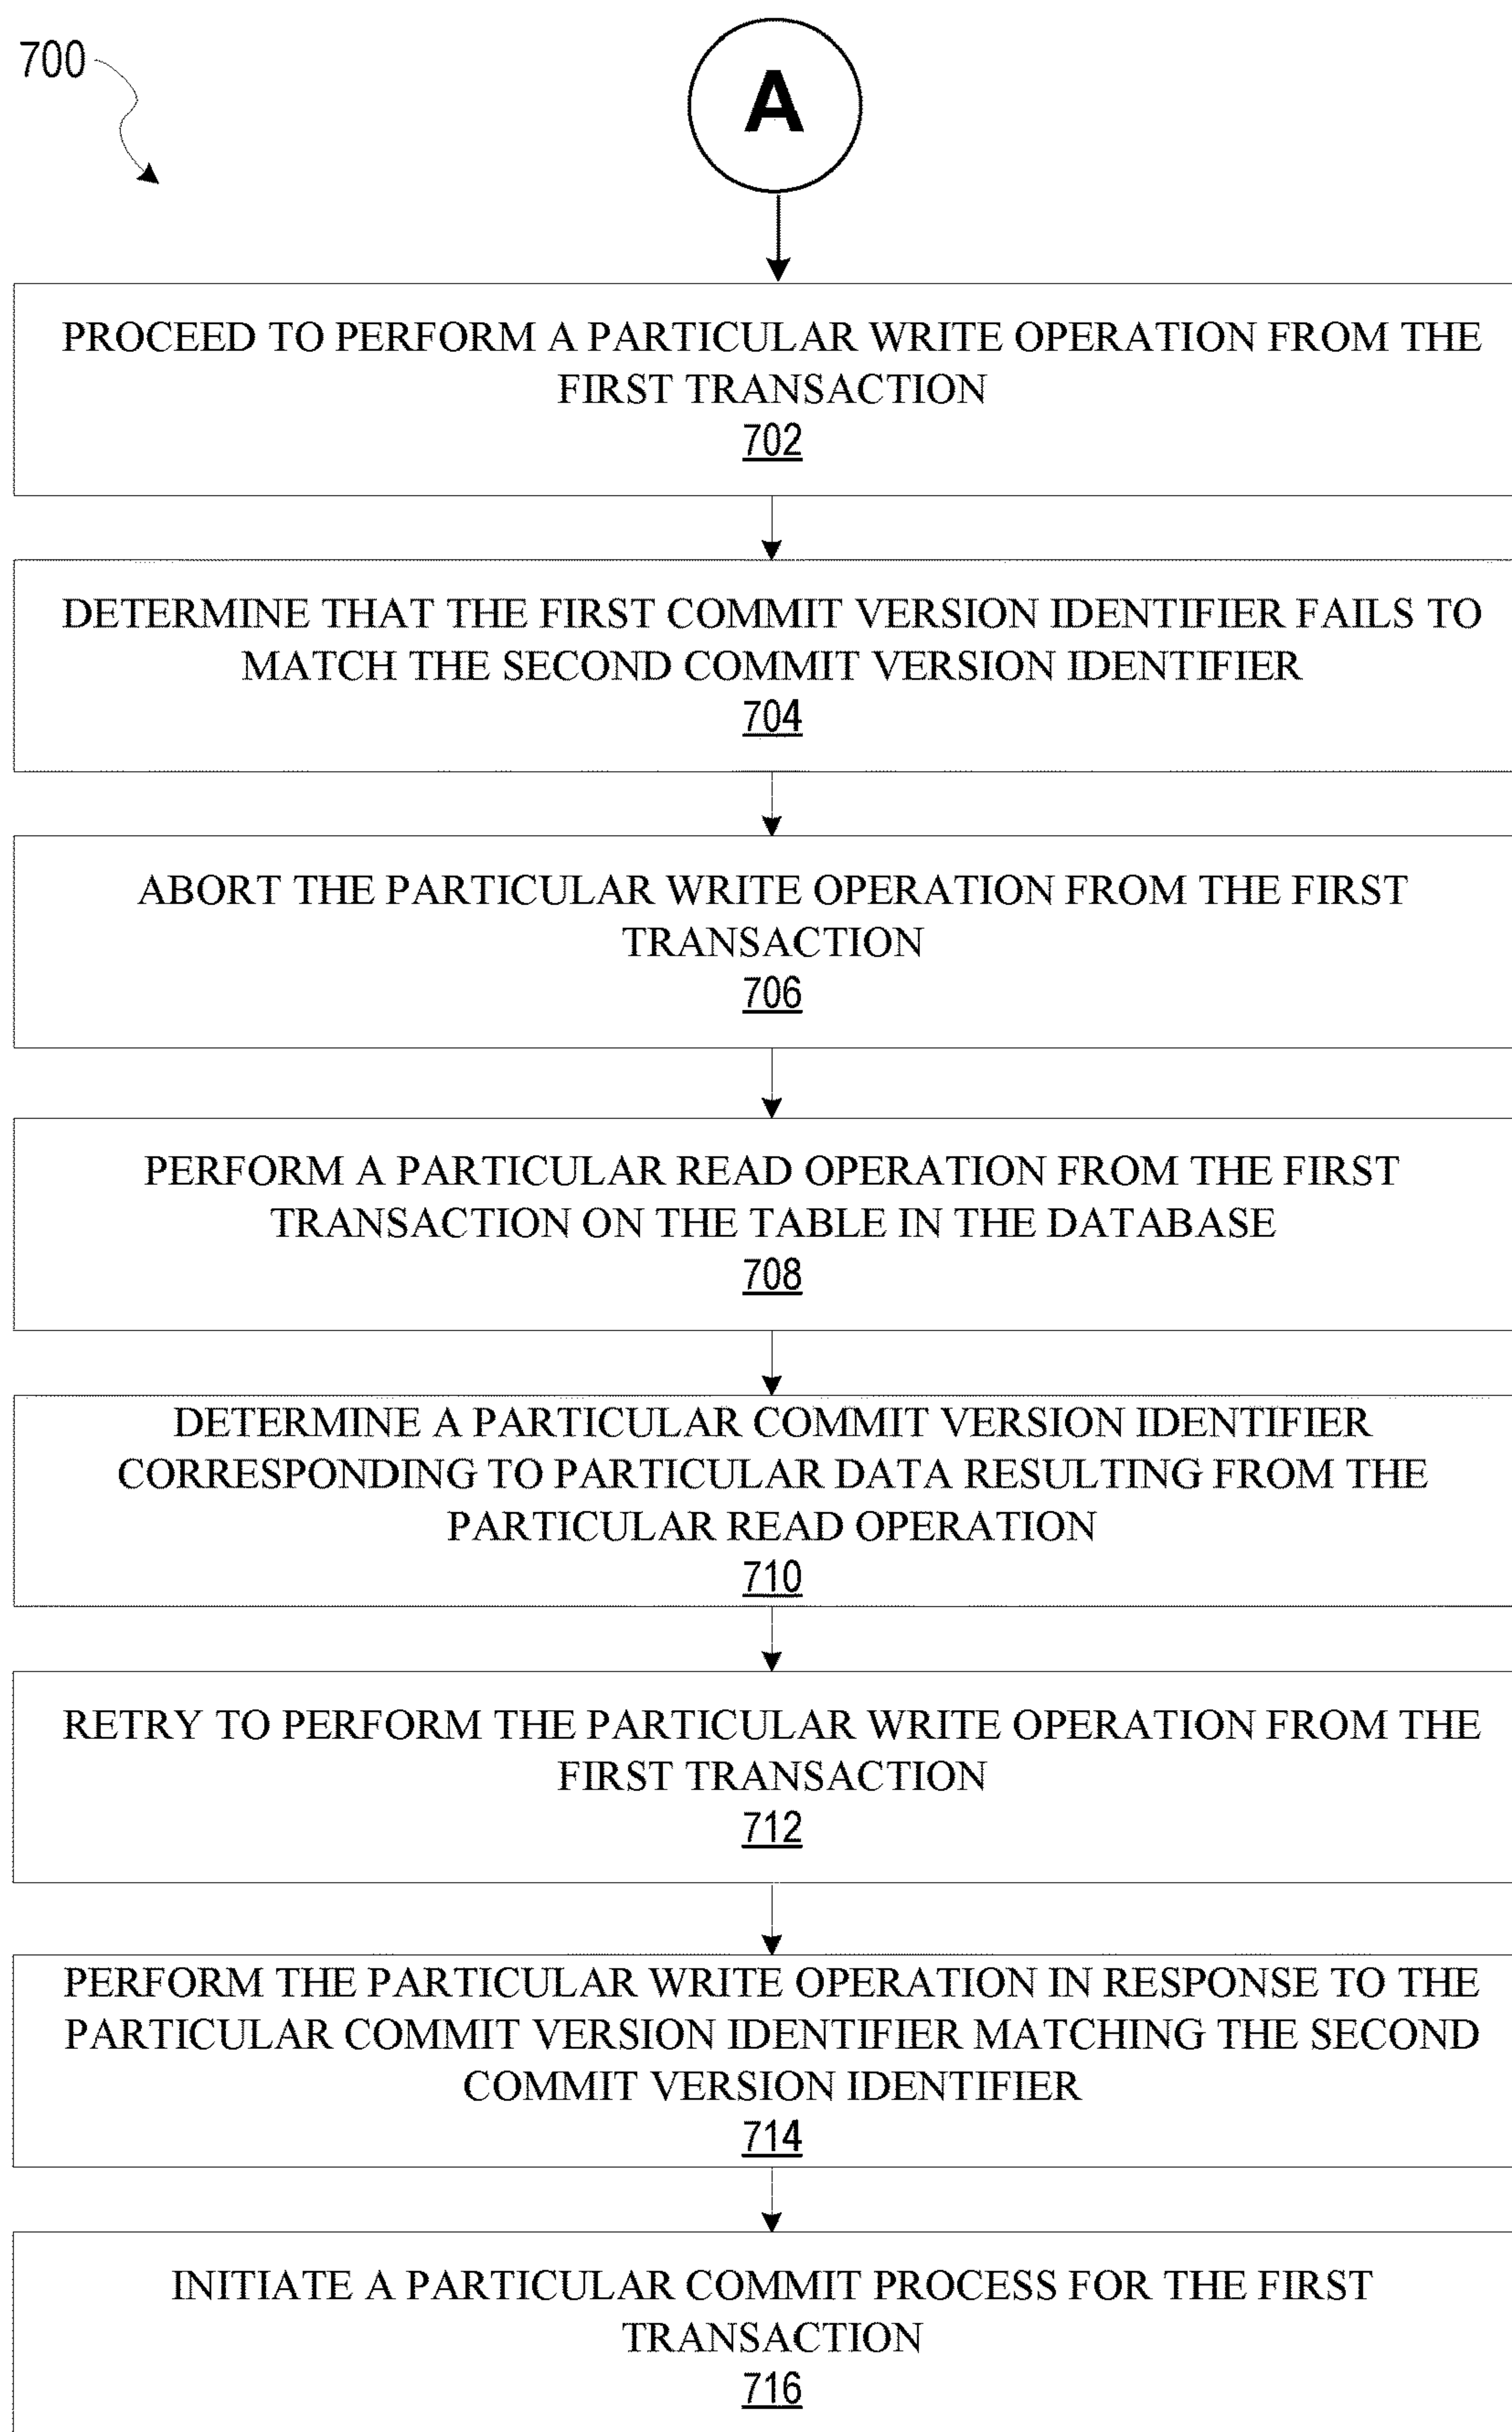 700
A
PROCEED TO PERFORM A PARTICULAR WRITE OPERATION FROM THE
FIRST TRANSACTION
702
DETERMINE THAT THE FIRST COMMIT VERSION IDENTIFIER FAILS TO
MATCH THE SECOND COMMIT VERSION IDENTIFIER
704
ABORT THE PARTICULAR WRITE OPERATION FROM THE FIRST
TRANSACTION
706
PERFORM A PARTICULAR READ OPERATION FROM THE FIRST
TRANSACTION ON THE TABLE IN THE DATABASE
708
DETERMINE A PARTICULAR COMMIT VERSION IDENTIFIER
CORRESPONDING TO PARTICULAR DATA RESULTING FROM THE
PARTICULAR READ OPERATION
710
RETRY TO PERFORM THE PARTICULAR WRITE OPERATION FROM THE
FIRST TRANSACTION
712
PERFORM THE PARTICULAR WRITE OPERATION IN RESPONSE TO THE
PARTICULAR COMMIT VERSION IDENTIFIER MATCHING THE SECOND
COMMIT VERSION IDENTIFIER
714
INITIATE A PARTICULAR COMMIT PROCESS FOR THE FIRST
TRANSACTION
716